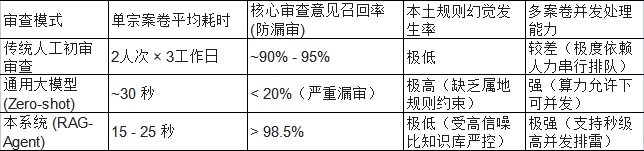 审查模式
单宗案卷平均耗时
核心审查意见召回率
(防漏审)
本土规则幻觉发
生率
多案卷并发处理
能力
传统人工初审
审查
2人次 × 3工作日
~90% - 95%
极低
较差（极度依赖
人力串行排队）
通用大模型
(Zero-shot)
~30 秒
< 20%（严重漏审）
极高（缺乏属地
规则约束）
强（算力允许下
可并发）
本系统 (RAG-
Agent)
15 - 25 秒
> 98.5%
极低（受高信噪
比知识库严控）
极强（支持秒级
高并发排雷）